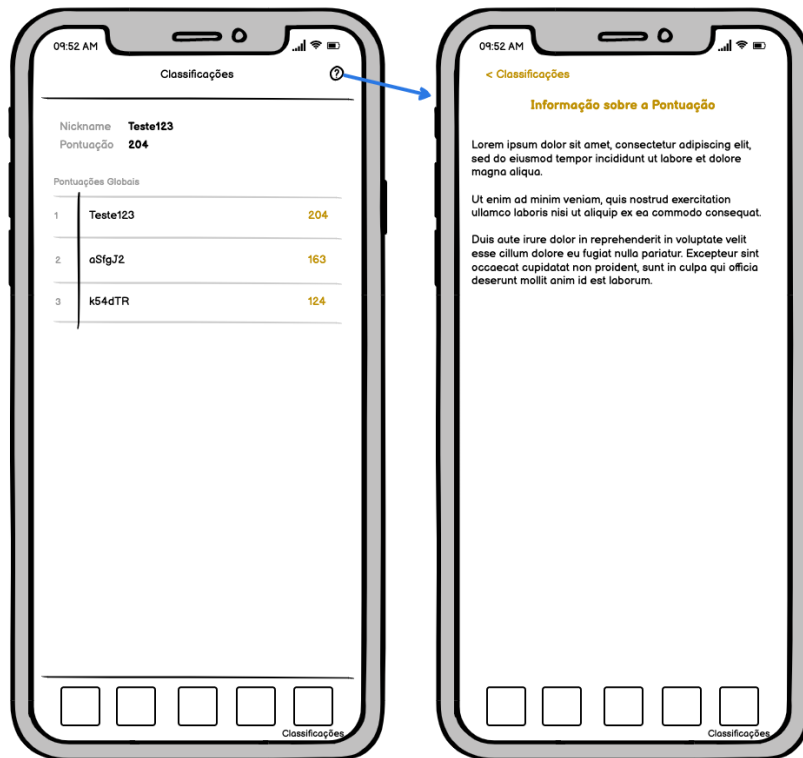 09:52 AM
Classificações
?
Nickname Teste123
Pontuação 204
Pontuações Globais
1 Teste123 204
2 aSfgJ2 163
3 k54dTR 124
Classificações
09:52 AM
< Classificações
Informação sobre a Pontuação
Lorem ipsum dolor sit amet, consectetur adipiscing elit,
sed do eiusmod tempor incididunt ut labore et dolore
magna aliqua.
Ut enim ad minim veniam, quis nostrud exercitation
ullamco laboris nisi ut aliquip ex ea commodo consequat.
Duis aute irure dolor in reprehenderit in voluptate velit
esse cillum dolore eu fugiat nulla pariatur. Excepteur sint
occaecat cupidatat non proident, sunt in culpa qui officia
deserunt mollit anim id est laborum.
Classificações